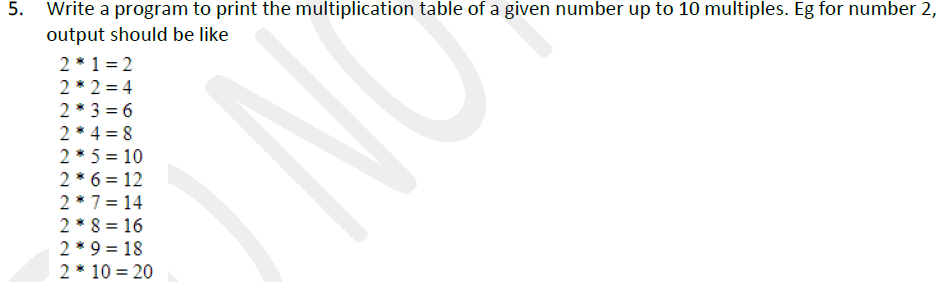 5. Write a program to print the multiplication table of a given number up to 10 multiples. Eg for number 2,
output should be like
2 * 1 = 2
2 * 2 = 4
2 * 3 = 6
2 * 4 = 8
2 * 5 = 10
2 * 6 = 12
2 * 7 = 14
2 * 8 = 16
2 * 9 = 18
2 * 10 = 20